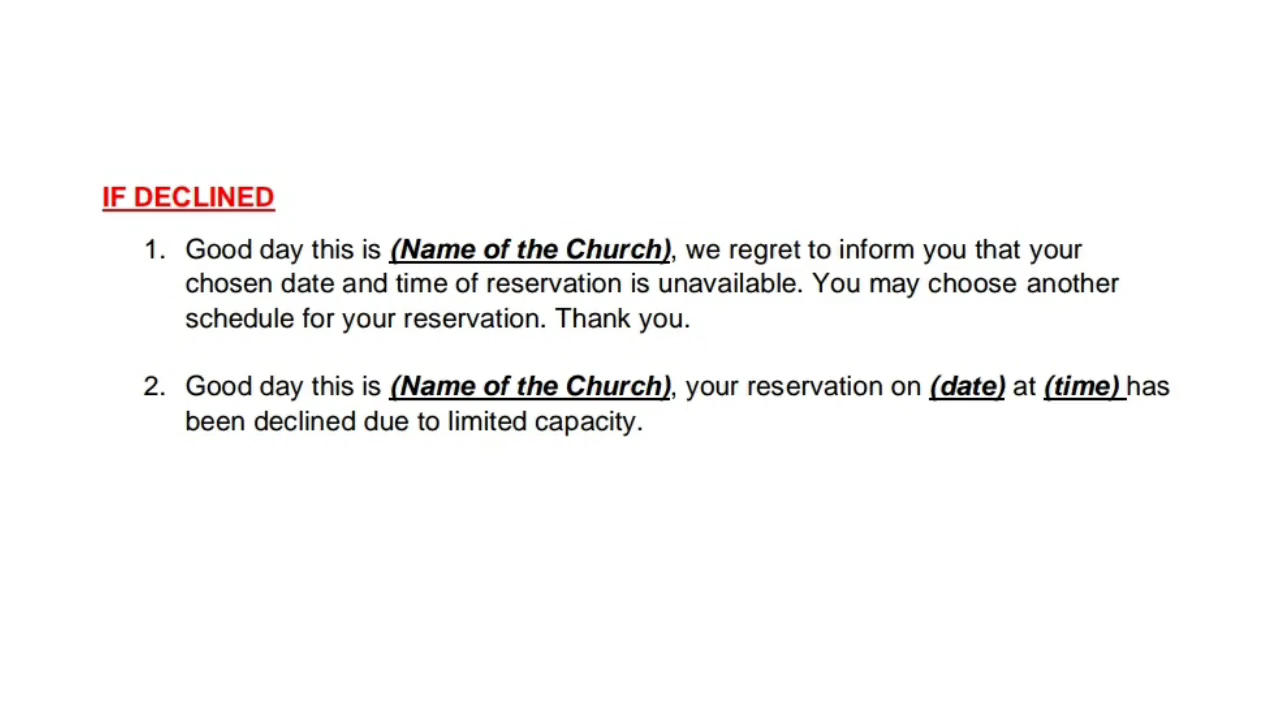 IF DECLINED
1. Good day this is (Name of the Church), we regret to inform you that your
chosen date and time of reservation is unavailable. You may choose another
schedule for your reservation. Thank you.
2. Good day this is (Name of the Church), your reservation on (date) at (time) has
been declined due to limited capacity.